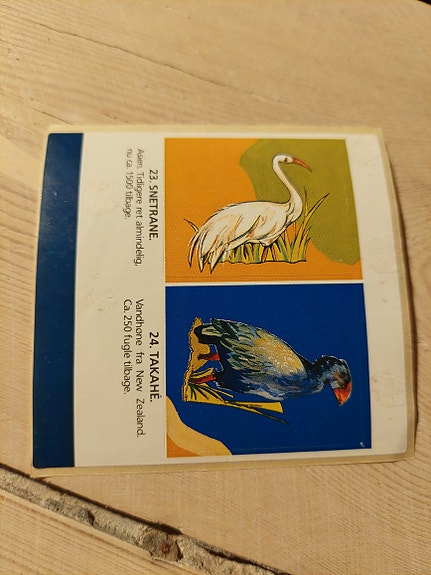 23 SNETRANE.
Asien. Tidligere ret almindelig,
nu ca. 1500 tilbage.
24. TAKAHÉ.
Vandhøne fra New Zealand.
Ca. 250 fugle tilbage.